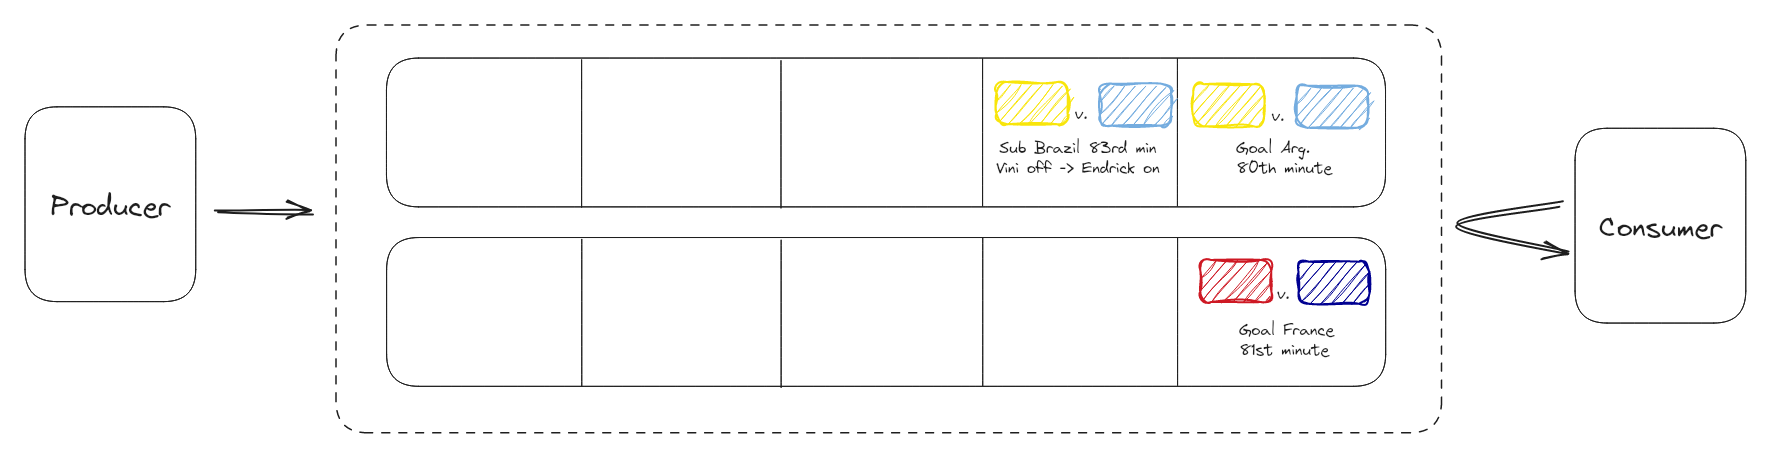 Producer
v.
Sub Brazil 83rd min
Vini off -> Endrick on
v.
Goal Arg.
80th minute
v.
Goal France
81st minute
Consumer